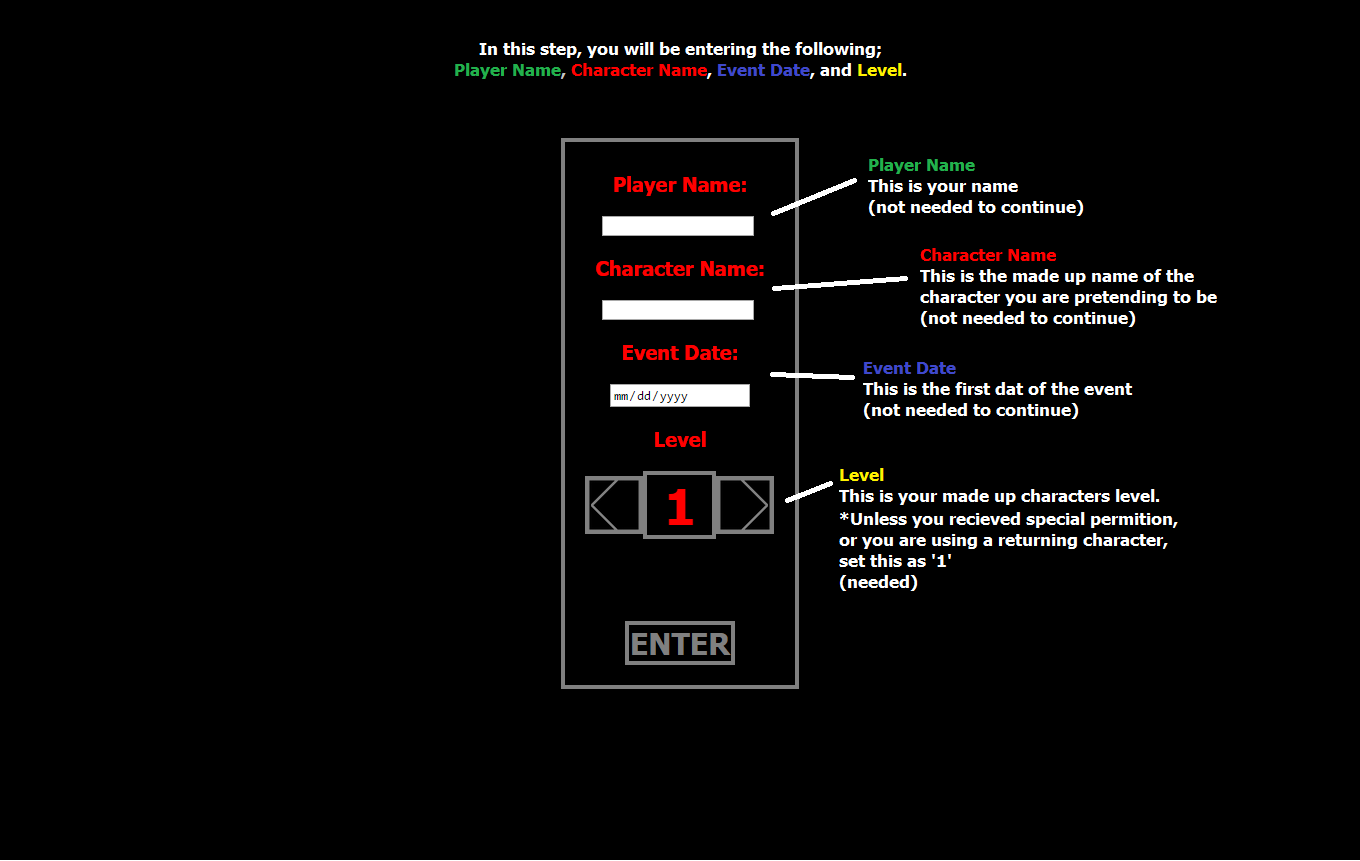 In this step, you will be entering the following;
Player Name, Character Name, Event Date, and Level.
Player Name:
Player Name
This is your name
(not needed to continue)
Character Name:
Character Name
This is the made up name of the
character you are pretending to be
(not needed to continue)
Event Date:
mm/dd/yyyy
Event Date
This is the first dat of the event
(not needed to continue)
Level
1
Level
This is your made up characters level.
*Unless you recieved special permition,
or you are using a returning character,
set this as '1'
(needed)
ENTER